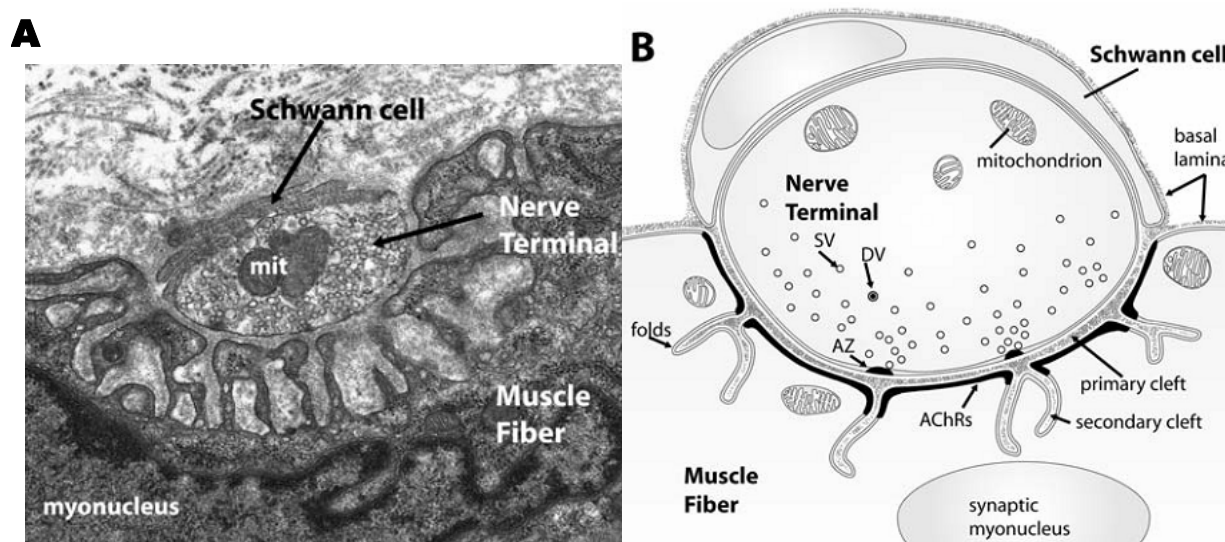 A
Schwann cell
Nerve
Terminal
mit
Muscle
Fiber
myonucleus
B
Schwann cell
mitochondrion
basal
lamina
Nerve
Terminal
SV
DV
folds
AZ
primary cleft
AChRs
secondary cleft
Muscle
Fiber
synaptic
myonucleus